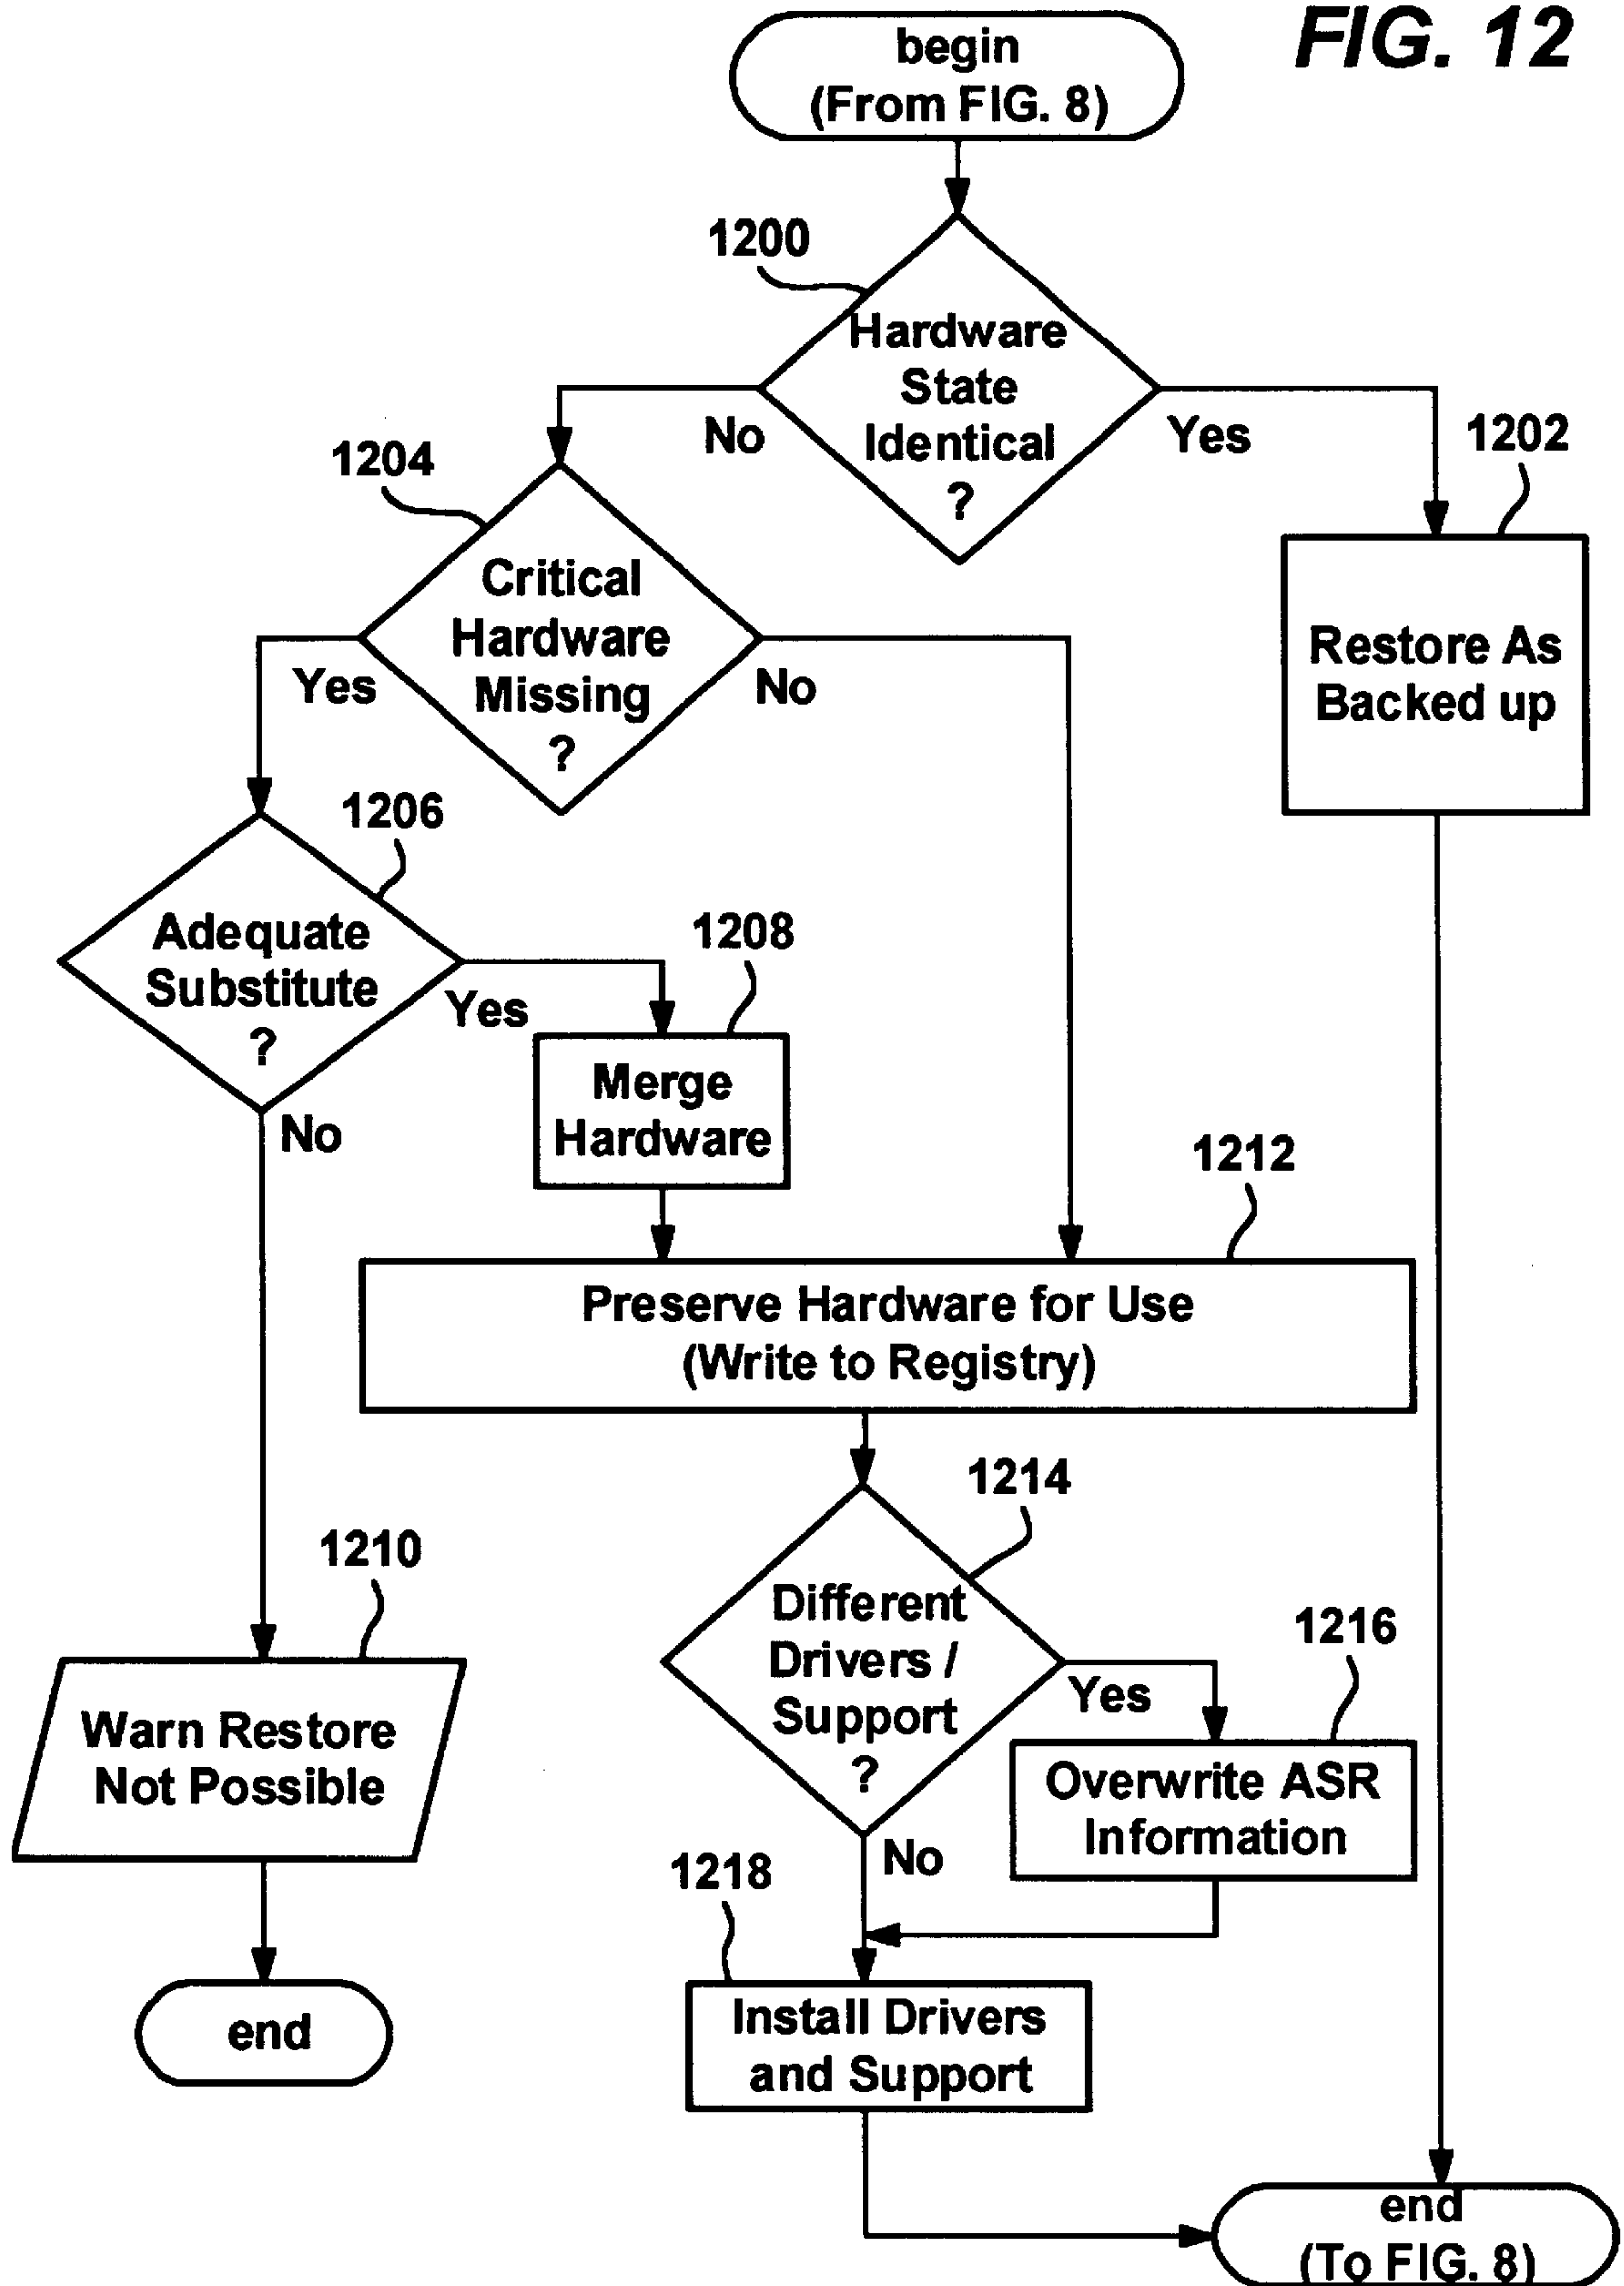 FIG. 12
begin
(From FIG. 8)
1200
Hardware
State
Identical
?
No
Yes
1202
Restore As
Backed up
1204
Critical
Hardware
Missing
?
Yes
No
1206
Adequate
Substitute
?
Yes
No
1208
Merge
Hardware
1212
Preserve Hardware for Use
(Write to Registry)
1214
Different
Drivers /
Support
?
Yes
No
1216
Overwrite ASR
Information
1210
Warn Restore
Not Possible
end
1218
Install Drivers
and Support
end
(To FIG. 8)